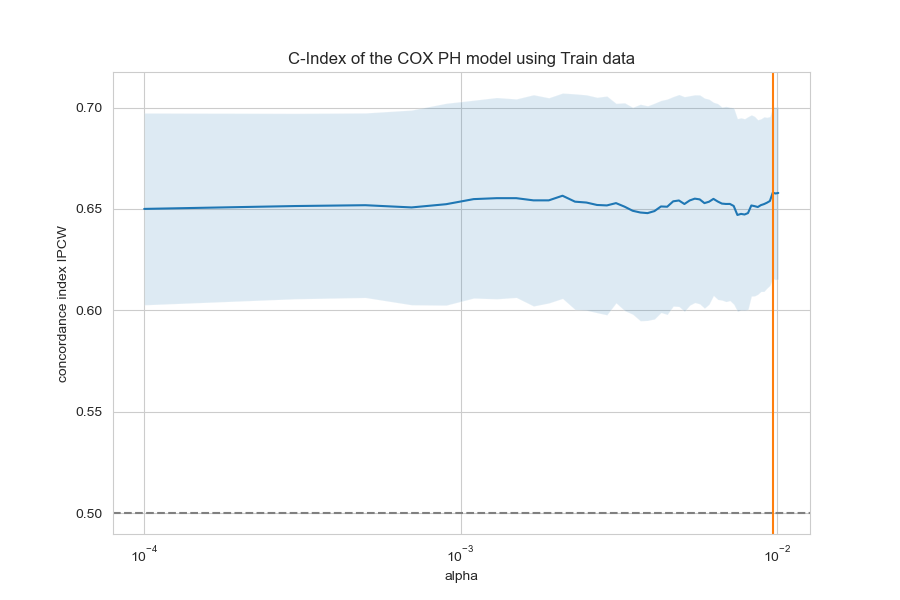 C-Index of the COX PH model using Train data
concordance index IPCW
0.70
0.65
0.60
0.55
0.50
10⁻⁴
10⁻³
10⁻²
alpha